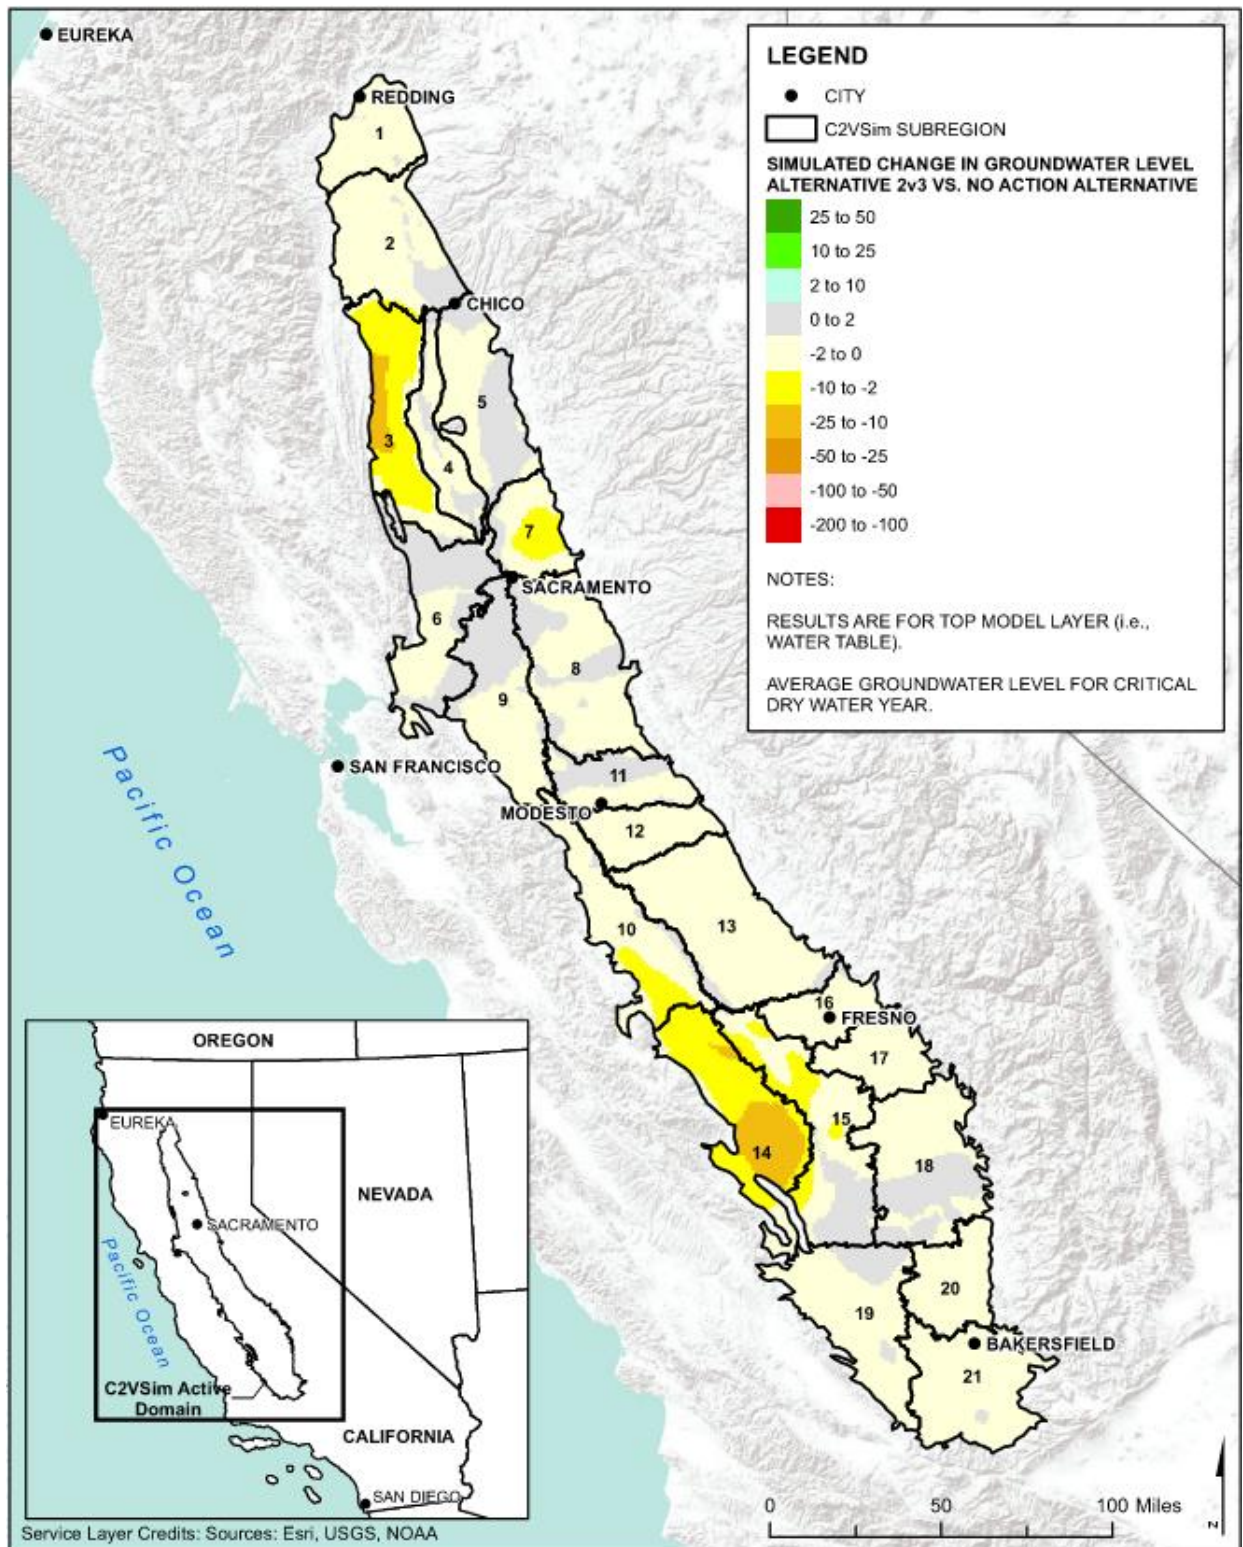 EUREKA
REDDING
1
2
CHICO
3
4
5
7
SACRAMENTO
6
8
9
SAN FRANCISCO
11
MODESTO
12
10
13
16
FRESNO
17
15
14
18
19
20
BAKERSFIELD
21
Pacific Ocean
LEGEND
CITY
C2VSim SUBREGION
SIMULATED CHANGE IN GROUNDWATER LEVEL
ALTERNATIVE 2v3 VS. NO ACTION ALTERNATIVE
25 to 50
10 to 25
2 to 10
0 to 2
-2 to 0
-10 to -2
-25 to -10
-50 to -25
-100 to -50
-200 to -100
NOTES:
RESULTS ARE FOR TOP MODEL LAYER (i.e.,
WATER TABLE).
AVERAGE GROUNDWATER LEVEL FOR CRITICAL
DRY WATER YEAR.
OREGON
EUREKA
NEVADA
SACRAMENTO
Pacific Ocean
C2VSim Active
Domain
CALIFORNIA
SAN DIEGO
Service Layer Credits: Sources: Esri, USGS, NOAA
0 50 100 Miles
Z